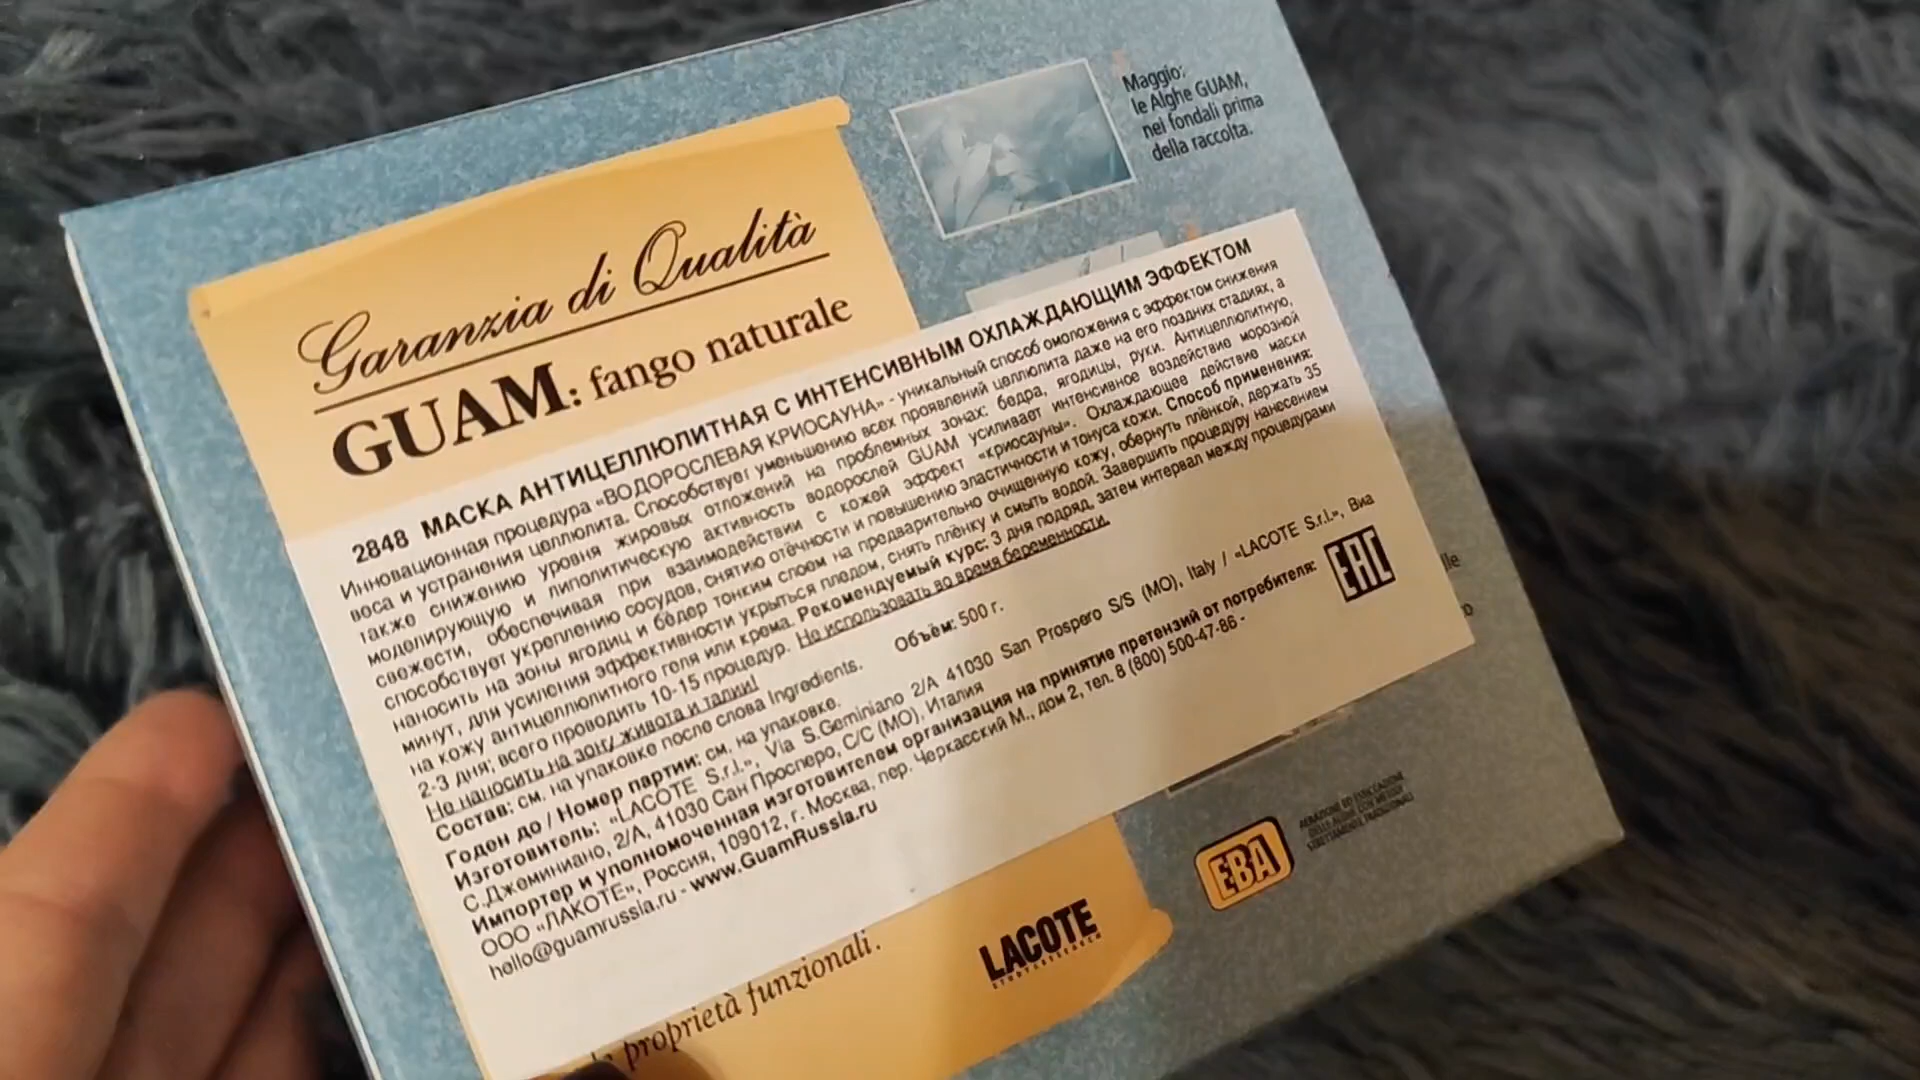 Maggio:
le Alghe GUAM,
nei fondali prima
della raccolta.
Garanzia di Qualità
GUAM: fango naturale
2848 МАСКА АНТИЦЕЛЛЮЛИТНАЯ С ИНТЕНСИВНЫМ ОХЛАЖДАЮЩИМ ЭФФЕКТОМ
Инновационная процедура «ВОДОРОСЛЕВАЯ КРИОСАУНА» - уникальный способ омоложения с эффектом снижения
веса и устранения целлюлита. Способствует уменьшению всех проявлений целлюлита даже на его поздних стадиях, а
также снижению уровня жировых отложений на проблемных зонах: бедра, ягодицы, руки. Антицеллюлитную,
моделирующую и липолитическую активность водорослей GUAM усиливает интенсивное воздействие морозной
свежести, обеспечивая при взаимодействии с кожей эффект «криосауны». Охлаждающее действие маски
способствует укреплению сосудов, снятию отёчности и повышению эластичности и тонуса кожи. Способ применения:
наносить на зоны ягодиц и бёдер тонким слоем на предварительно очищенную кожу, обернуть плёнкой, держать 35
минут, для усиления эффективности укрыться пледом, снять плёнку и смыть водой. Завершить процедуру нанесением
на кожу антицеллюлитного геля или крема. Рекомендуемый курс: 3 дня подряд, затем интервал между процедурами
2-3 дня; всего проводить 10-15 процедур. Не использовать во время беременности.
Не наносить на зону живота и талии!
Состав: см. на упаковке после слова Ingredients. Объём: 500 г.
Годен до / Номер партии: см. на упаковке.
Изготовитель: «LACOTE S.r.l.», Via S.Geminiano 2/A 41030 San Prospero S/S (MO), Italy / «LACOTE S.r.l.», Виа
С.Джеминиано, 2/А, 41030 Сан Просперо, С/С (МО), Италия
Импортер и уполномоченная изготовителем организация на принятие претензий от потребителя:
ООО «ЛАКОТЕ», Россия, 109012, г. Москва, пер. Черкасский М., дом 2, тел. 8 (800) 500-47-86 -
hello@guamrussia.ru - www.GuamRussia.ru
EAC
proprietà funzionali.
LACOTE
EBA